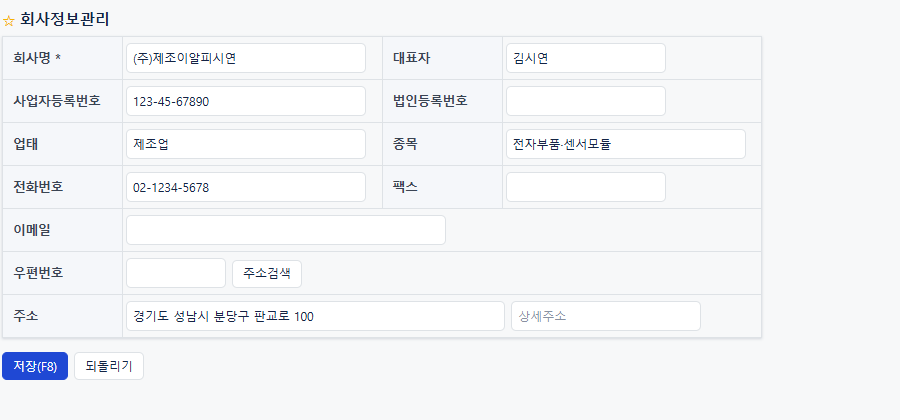 ☆ 회사정보관리
회사명 * (주)제조이알피시연 대표자 김시연
사업자등록번호 123-45-67890 법인등록번호
업태 제조업 종목 전자부품·센서모듈
전화번호 02-1234-5678 팩스
이메일
우편번호 주소검색
주소 경기도 성남시 분당구 판교로 100 상세주소
저장(F8) 되돌리기